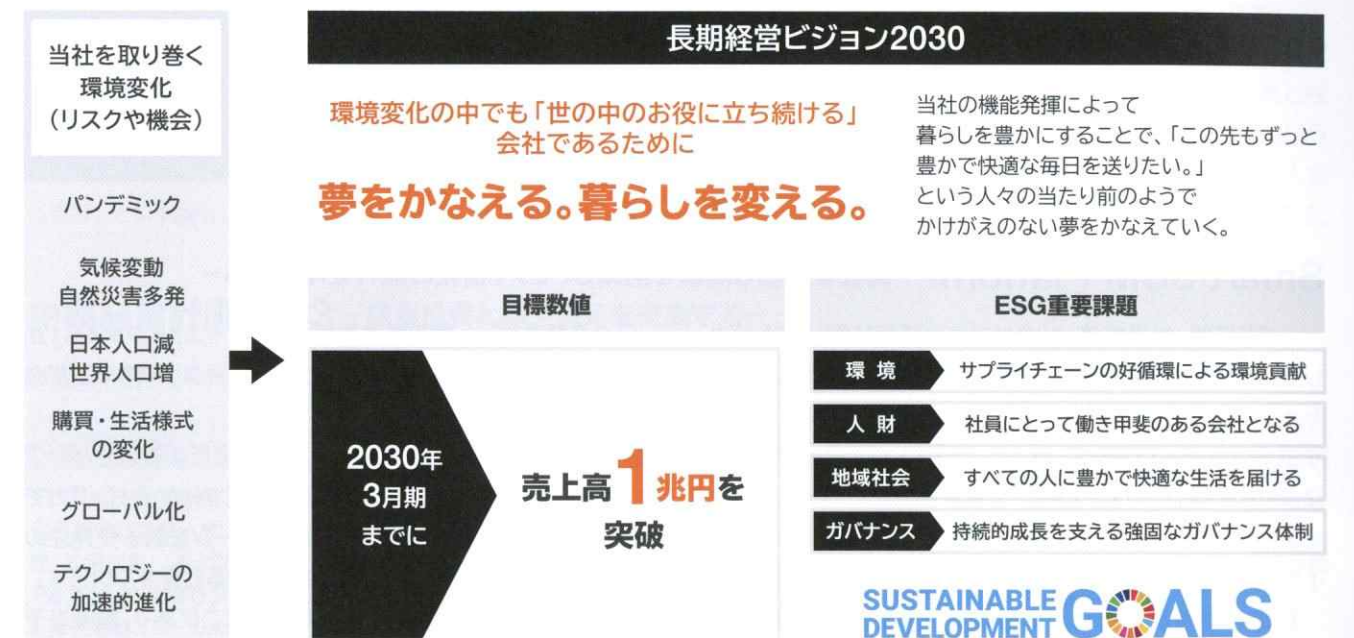 当社を取り巻く
環境変化
（リスクや機会）
パンデミック
気候変動
自然災害多発
日本人口減
世界人口増
購買・生活様式
の変化
グローバル化
テクノロジーの
加速的進化
長期経営ビジョン2030
環境変化の中でも「世の中のお役に立ち続ける」
会社であるために
夢をかなえる。暮らしを変える。
当社の機能発揮によって
暮らしを豊かにすることで、「この先もずっと
豊かで快適な毎日を送りたい。」
という人々の当たり前のようで
かけがえのない夢をかなえていく。
目標数値
2030年
3月期
までに
売上高1兆円を
突破
ESG重要課題
環境 サプライチェーンの好循環による環境貢献
人財 社員にとって働き甲斐のある会社となる
地域社会 すべての人に豊かで快適な生活を届ける
ガバナンス 持続的成長を支える強固なガバナンス体制
SUSTAINABLE
DEVELOPMENT GOALS